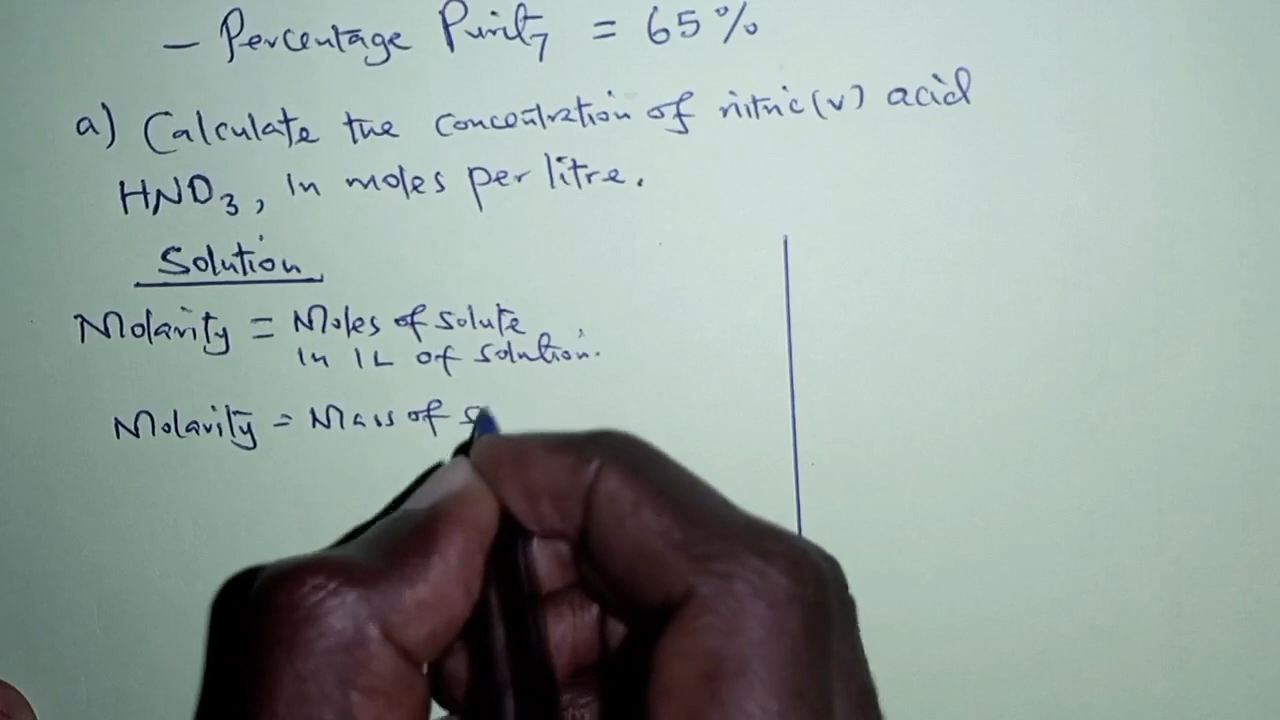 – Percentage Purity = 65%
a) Calculate the concentration of nitric(v) acid
HNO3, in moles per litre.
Solution
Molarity = Moles of solute
in 1L of solution.
Molarity = Mass of s